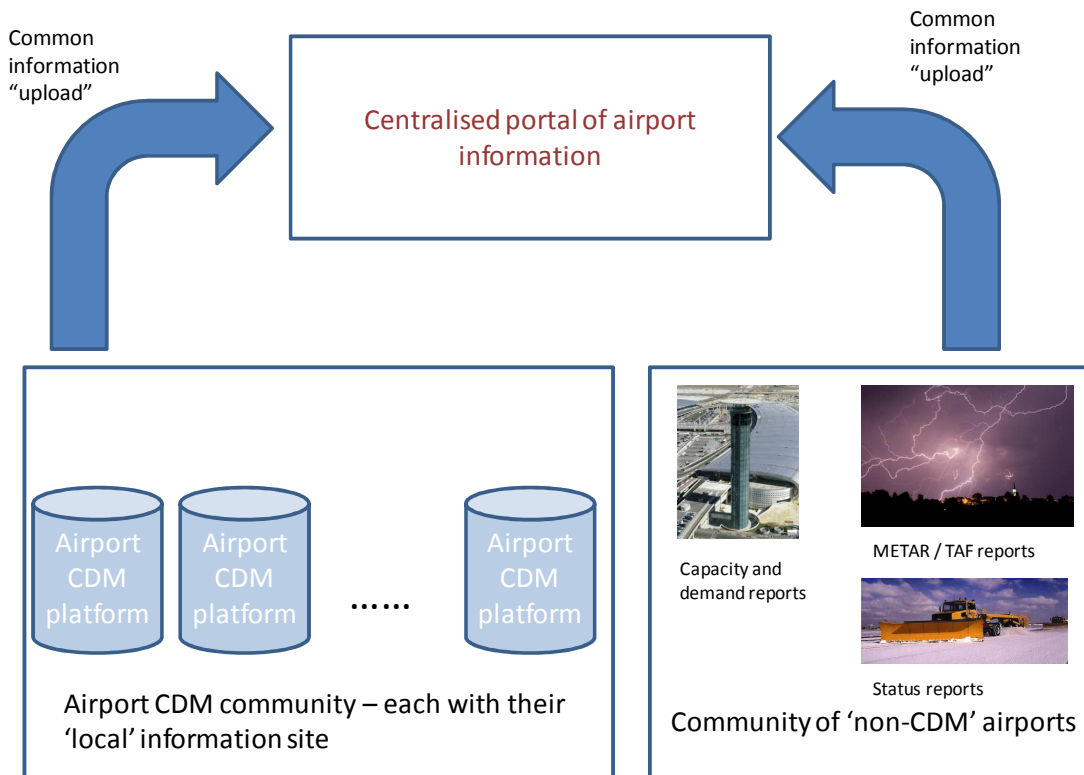 Common
information
“upload”
Common
information
“upload”
Centralised portal of airport
information
Airport
CDM
platform
Airport
CDM
platform
……
Airport
CDM
platform
Airport CDM community – each with their
‘local’ information site
Capacity and
demand reports
METAR / TAF reports
Status reports
Community of ‘non-CDM’ airports